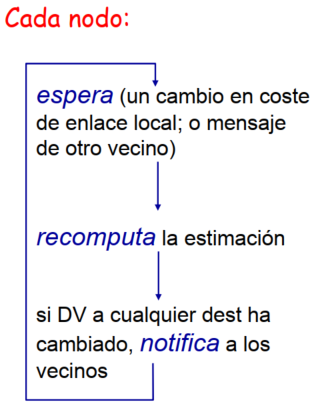 Cada nodo:
espera (un cambio en coste
de enlace local; o mensaje
de otro vecino)
recomputa la estimación
si DV a cualquier dest ha
cambiado, notifica a los
vecinos